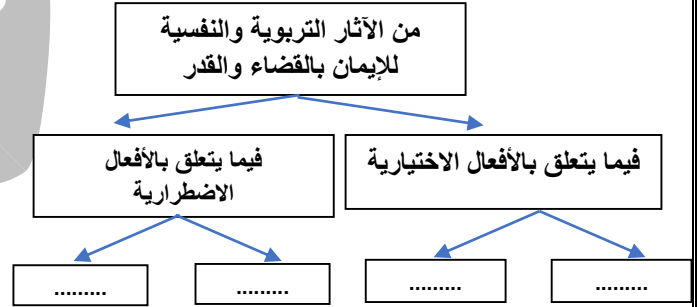 من الآثار التربوية والنفسية
للإيمان بالقضاء والقدر
فيما يتعلق بالأفعال الاختيارية
فيما يتعلق بالأفعال
الاضطرارية
.........
.........
.........
.........